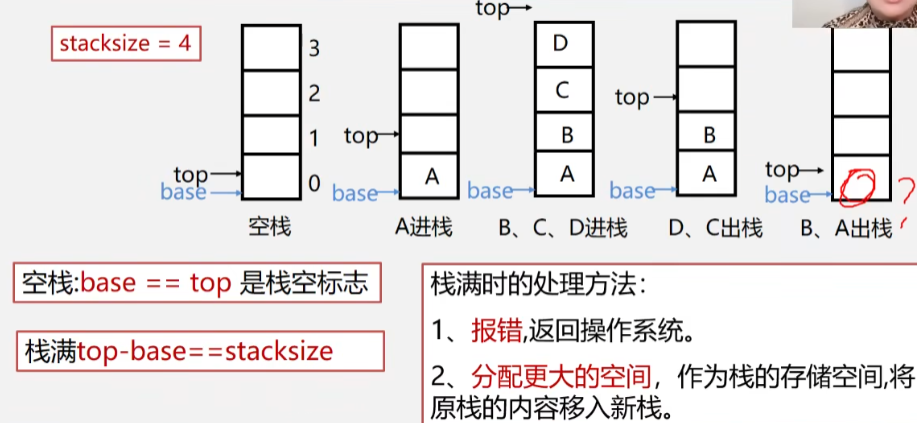 top
stacksize = 4
3
2
1
0
top
base
空栈
top
A
base
A进栈
D
C
B
A
base
B、C、D进栈
top
B
A
base
D、C出栈
top
base
?
B、A出栈
空栈:base == top 是栈空标志
栈满top-base==stacksize
栈满时的处理方法：
1、报错,返回操作系统。
2、分配更大的空间，作为栈的存储空间,将
原栈的内容移入新栈。